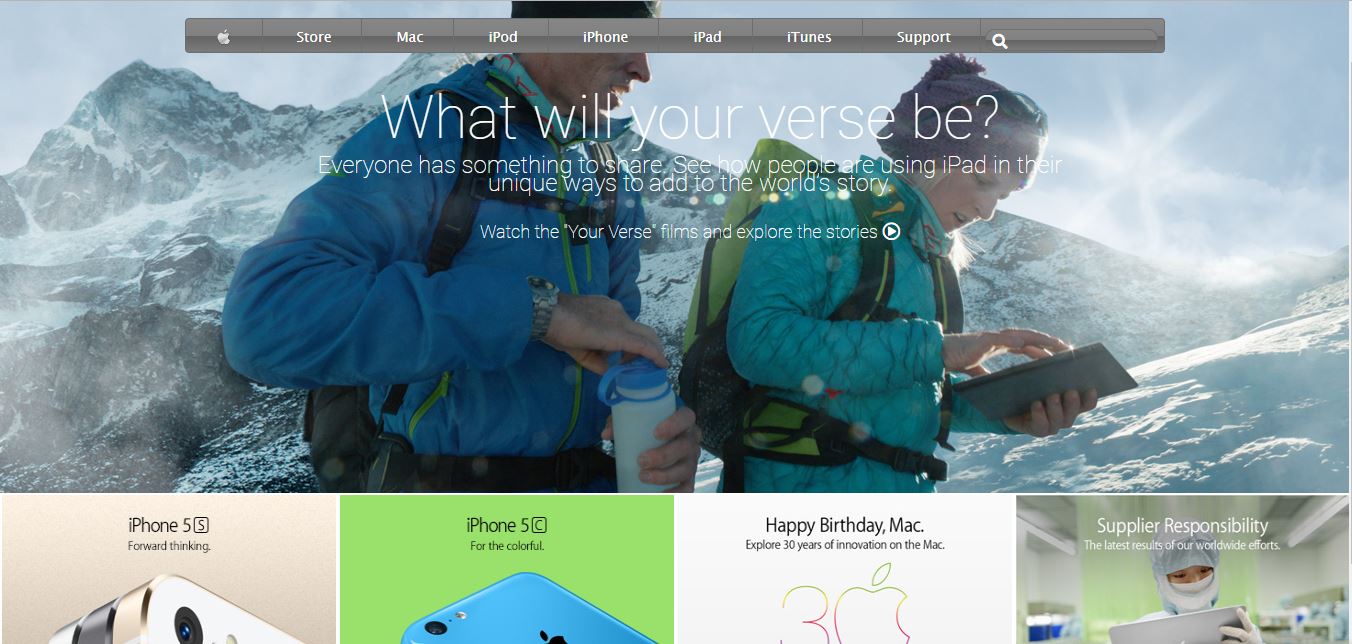 Store Mac iPod iPhone iPad iTunes Support
What will your verse be?
Everyone has something to share. See how people are using iPad in their
unique ways to add to the world's story.
Watch the "Your Verse" films and explore the stories
iPhone 5S
Forward thinking.
iPhone 5C
For the colorful.
Happy Birthday, Mac.
Explore 30 years of innovation on the Mac.
30
Supplier Responsibility
The latest results of our worldwide efforts.